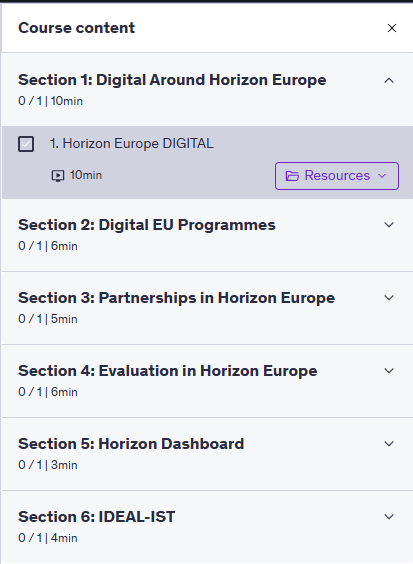 Course content
Section 1: Digital Around Horizon Europe
0 / 1 | 10min
1. Horizon Europe DIGITAL
10min
Resources
Section 2: Digital EU Programmes
0 / 1 | 6min
Section 3: Partnerships in Horizon Europe
0 / 1 | 5min
Section 4: Evaluation in Horizon Europe
0 / 1 | 6min
Section 5: Horizon Dashboard
0 / 1 | 3min
Section 6: IDEAL-IST
0 / 1 | 4min